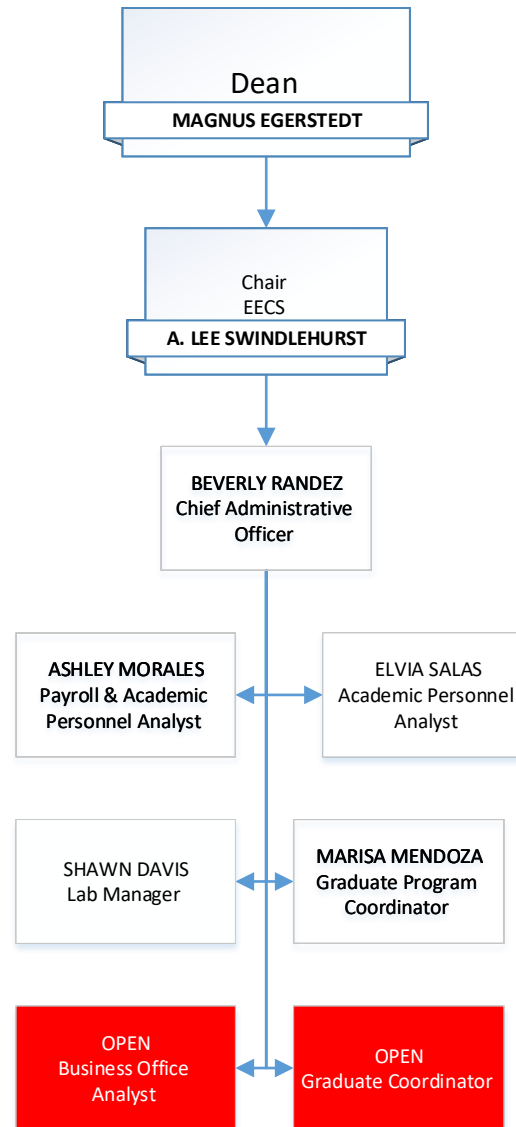 Dean
MAGNUS EGERSTEDT
Chair
EECS
A. LEE SWINDLEHURST
BEVERLY RANDEZ
Chief Administrative
Officer
ASHLEY MORALES
Payroll & Academic
Personnel Analyst
ELVIA SALAS
Academic Personnel
Analyst
SHAWN DAVIS
Lab Manager
MARISA MENDOZA
Graduate Program
Coordinator
OPEN
Business Office
Analyst
OPEN
Graduate Coordinator